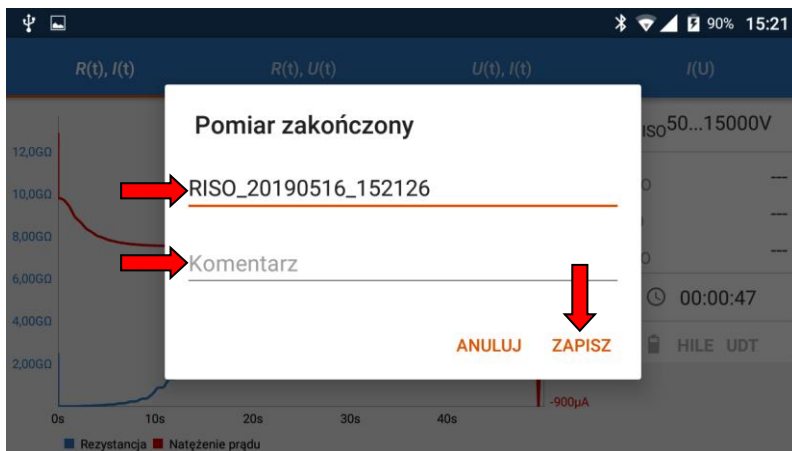 90% 15:21
R(t), I(t) R(t), U(t) U(t), I(t) I(U)
Pomiar zakończony
ISO50...15000V
12,0GΩ
RISO_20190516_152126
10,0GΩ
O ---
8,00GΩ
---
Komentarz
O ---
6,00GΩ
00:00:47
4,00GΩ
ANULUJ ZAPISZ
HILE UDT
2,00GΩ
-900µA
0s 10s 20s 30s 40s
Rezystancja Natężenie prądu